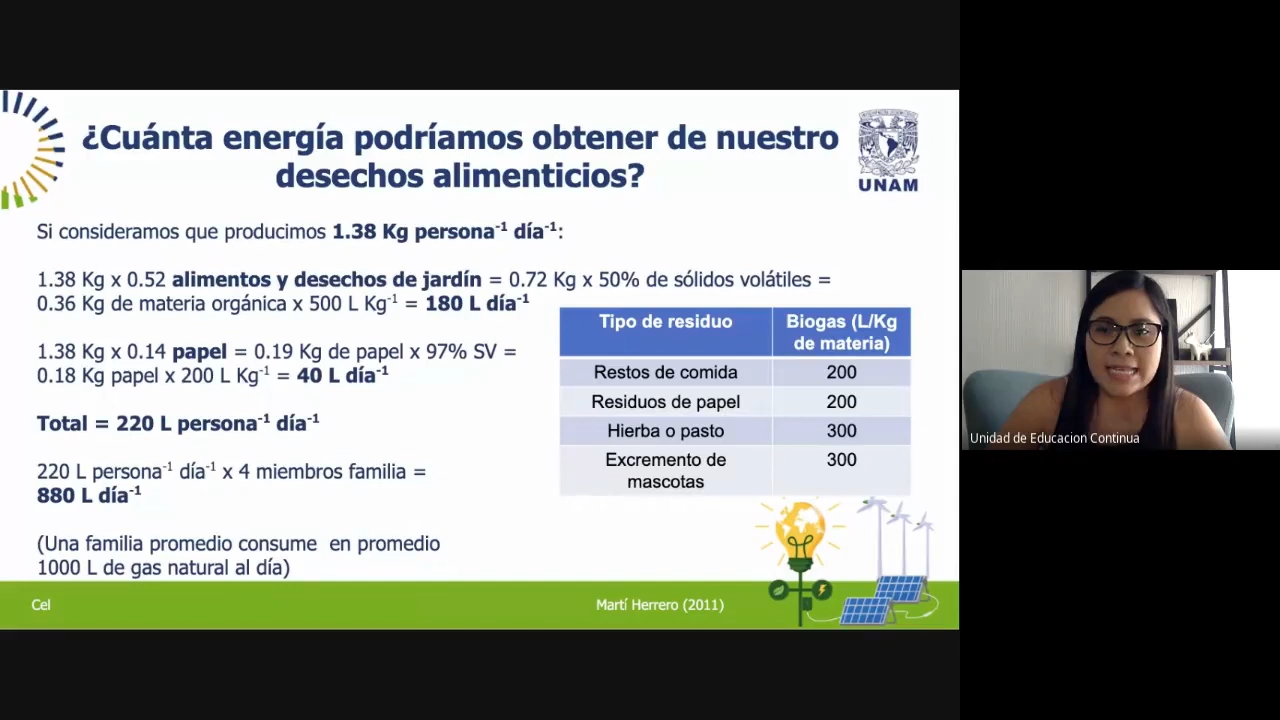 ¿Cuánta energía podríamos obtener de nuestro
desechos alimenticios?
UNAM
Si consideramos que producimos 1.38 Kg persona⁻¹ día⁻¹:
1.38 Kg x 0.52 alimentos y desechos de jardín = 0.72 Kg x 50% de sólidos volátiles =
0.36 Kg de materia orgánica x 500 L Kg⁻¹ = 180 L día⁻¹
1.38 Kg x 0.14 papel = 0.19 Kg de papel x 97% SV =
0.18 Kg papel x 200 L Kg⁻¹ = 40 L día⁻¹
Total = 220 L persona⁻¹ día⁻¹
220 L persona⁻¹ día⁻¹ x 4 miembros familia =
880 L día⁻¹
(Una familia promedio consume en promedio
1000 L de gas natural al día)
Tipo de residuo Biogas (L/Kg
de materia)
Restos de comida 200
Residuos de papel 200
Hierba o pasto 300
Excremento de 300
mascotas
Cel
Martí Herrero (2011)
Unidad de Educacion Continua